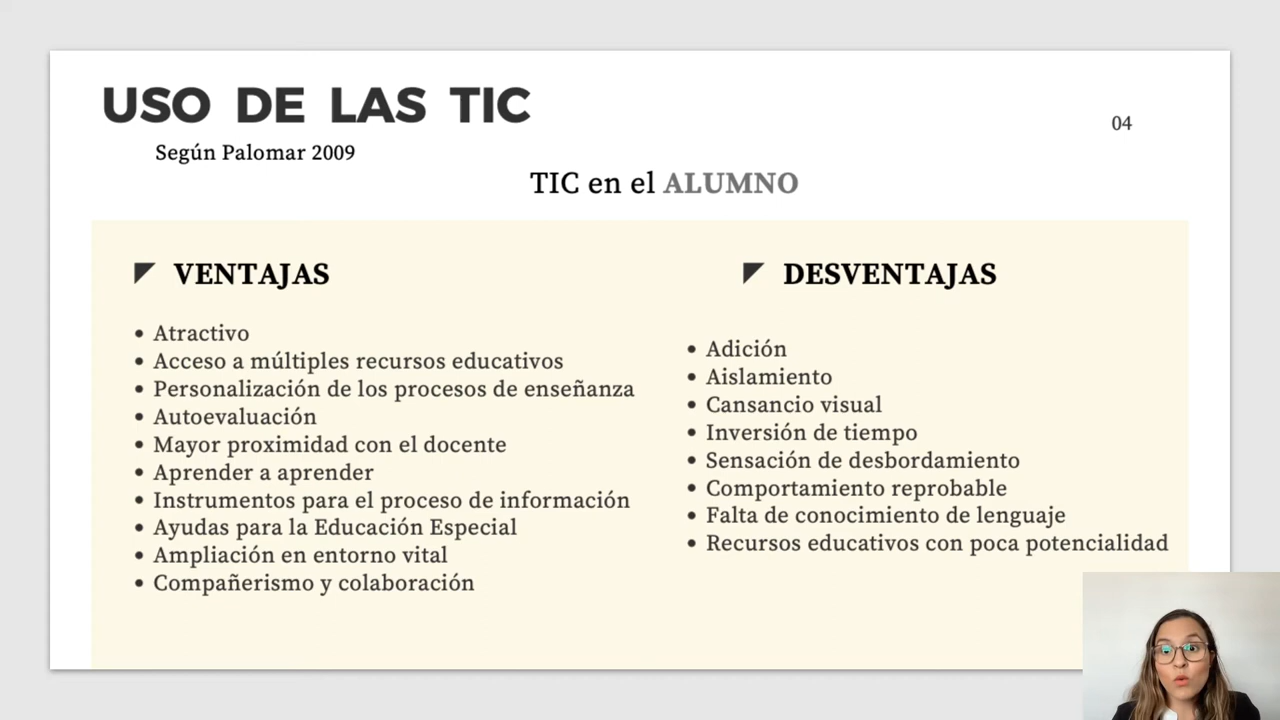 USO DE LAS TIC
Según Palomar 2009
04
TIC en el ALUMNO
VENTAJAS
• Atractivo
• Acceso a múltiples recursos educativos
• Personalización de los procesos de enseñanza
• Autoevaluación
• Mayor proximidad con el docente
• Aprender a aprender
• Instrumentos para el proceso de información
• Ayudas para la Educación Especial
• Ampliación en entorno vital
• Compañerismo y colaboración
DESVENTAJAS
• Adición
• Aislamiento
• Cansancio visual
• Inversión de tiempo
• Sensación de desbordamiento
• Comportamiento reprobable
• Falta de conocimiento de lenguaje
• Recursos educativos con poca potencialidad